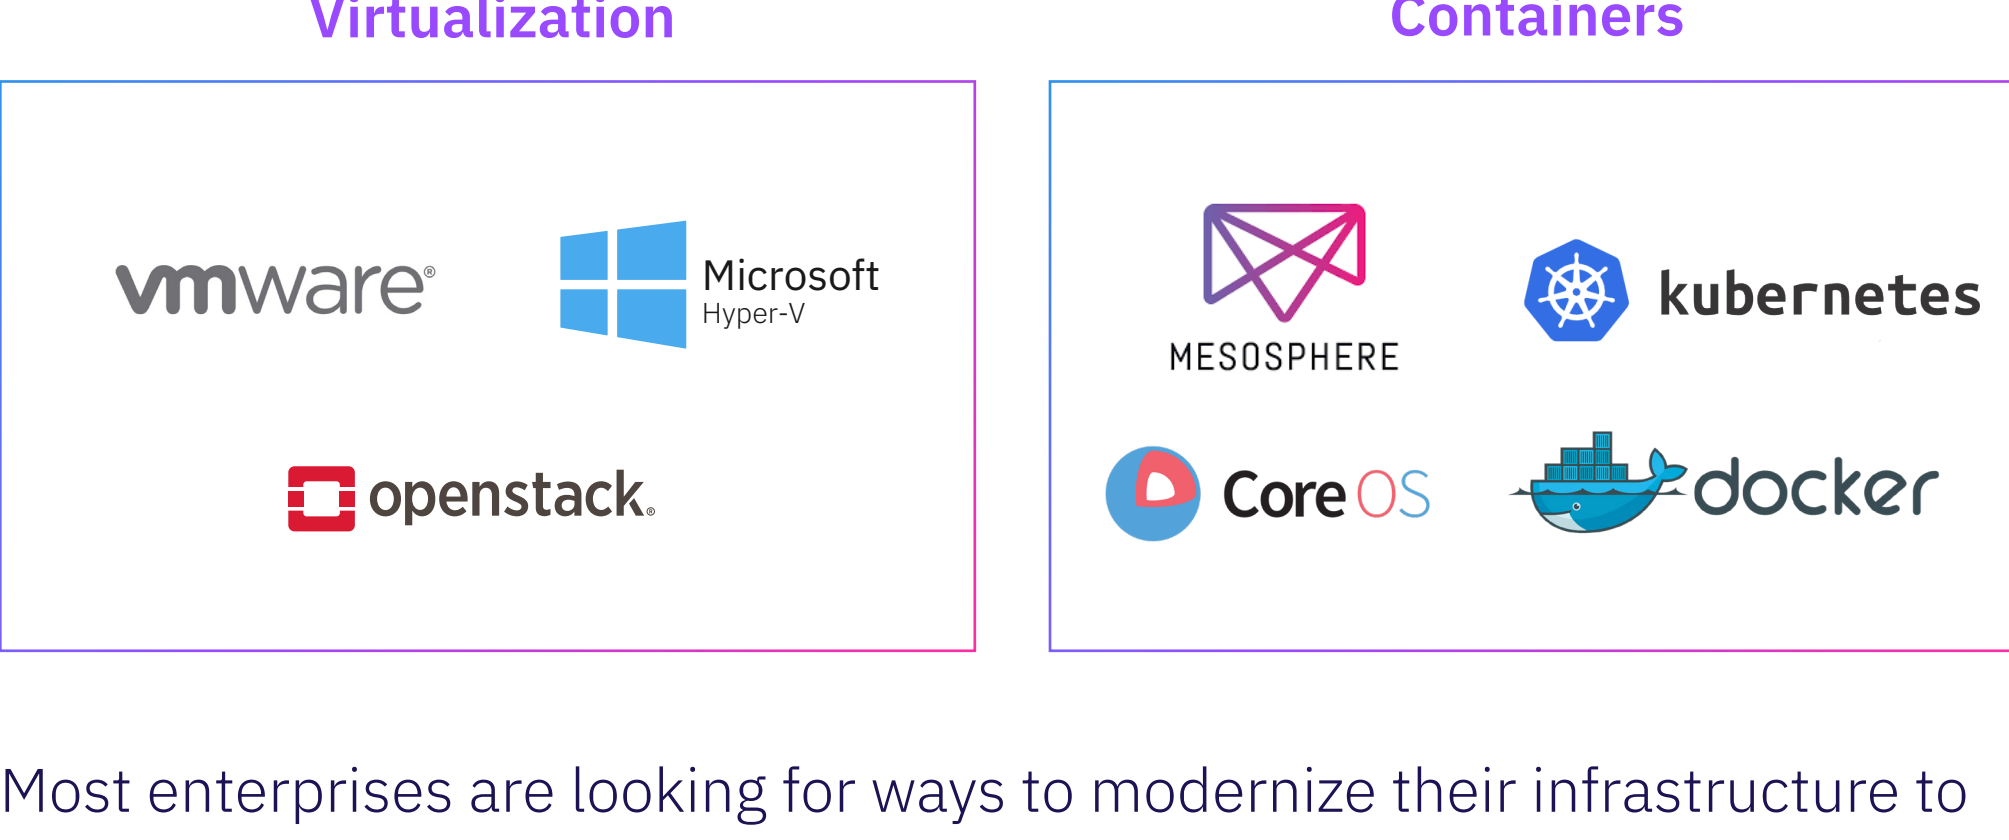 Virtualization
Containers
vmware®
Microsoft
Hyper-V
openstack®
MESOSPHERE
kubernetes
CoreOS
docker
Most enterprises are looking for ways to modernize their infrastructure to